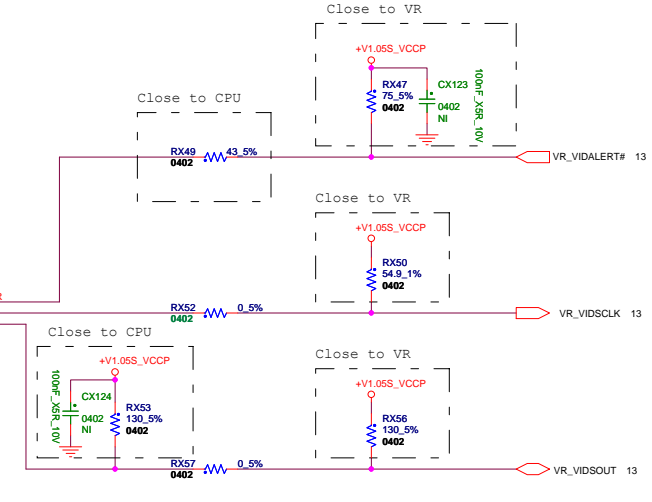 Close to VR
+V1.05S_VCCP
RX47
75_5%
0402
CX123
0402
NI
100nF_X5R_10V
Close to CPU
RX49
0402
43_5%
VR_VIDALERT# 13
Close to VR
+V1.05S_VCCP
RX50
54.9_1%
0402
RX52
0402
0_5%
VR_VIDSCLK 13
Close to CPU
+V1.05S_VCCP
100nF_X5R_10V
CX124
0402
NI
RX53
130_5%
0402
Close to VR
+V1.05S_VCCP
RX56
130_5%
0402
RX57
0402
0_5%
VR_VIDSOUT 13